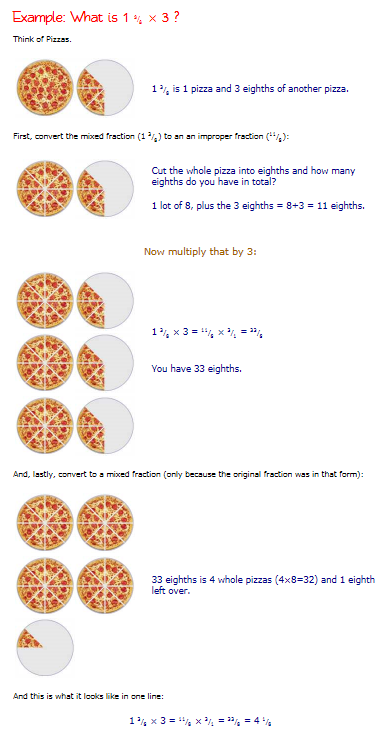 Example: What is 1 3/8 × 3 ?
Think of Pizzas.
1 3/8 is 1 pizza and 3 eighths of another pizza.
First, convert the mixed fraction (1 3/8) to an an improper fraction (11/8):
Cut the whole pizza into eighths and how many
eighths do you have in total?
1 lot of 8, plus the 3 eighths = 8+3 = 11 eighths.
Now multiply that by 3:
1 3/8 × 3 = 11/8 × 3/1 = 33/8
You have 33 eighths.
And, lastly, convert to a mixed fraction (only because the original fraction was in that form):
33 eighths is 4 whole pizzas (4×8=32) and 1 eighth
left over.
And this is what it looks like in one line:
1 3/8 × 3 = 11/8 × 3/1 = 33/8 = 4 1/8